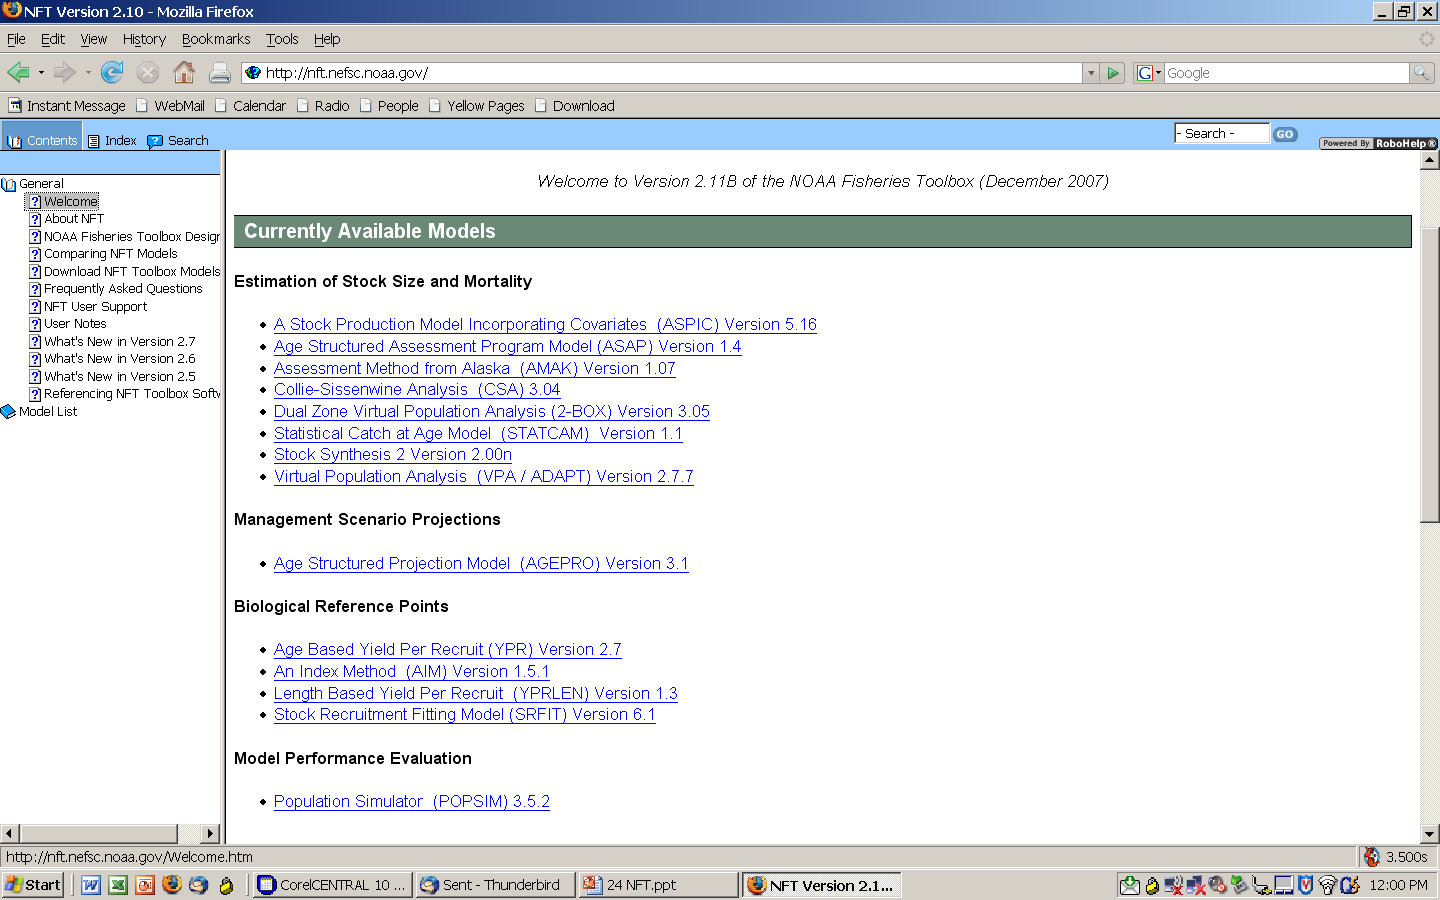 NFT Version 2.10 - Mozilla Firefox
File Edit View History Bookmarks Tools Help
http://nft.nefsc.noaa.gov/
G Google
Instant Message WebMail Calendar Radio People Yellow Pages Download
Contents Index Search
- Search - GO
Powered By RoboHelp®
General
Welcome
About NFT
NOAA Fisheries Toolbox Desigr
Comparing NFT Models
Download NFT Toolbox Models
Frequently Asked Questions
NFT User Support
User Notes
What's New in Version 2.7
What's New in Version 2.6
What's New in Version 2.5
Referencing NFT Toolbox Softw
Model List
Welcome to Version 2.11B of the NOAA Fisheries Toolbox (December 2007)
Currently Available Models
Estimation of Stock Size and Mortality
A Stock Production Model Incorporating Covariates (ASPIC) Version 5.16
Age Structured Assessment Program Model (ASAP) Version 1.4
Assessment Method from Alaska (AMAK) Version 1.07
Collie-Sissenwine Analysis (CSA) 3.04
Dual Zone Virtual Population Analysis (2-BOX) Version 3.05
Statistical Catch at Age Model (STATCAM) Version 1.1
Stock Synthesis 2 Version 2.00n
Virtual Population Analysis (VPA / ADAPT) Version 2.7.7
Management Scenario Projections
Age Structured Projection Model (AGEPRO) Version 3.1
Biological Reference Points
Age Based Yield Per Recruit (YPR) Version 2.7
An Index Method (AIM) Version 1.5.1
Length Based Yield Per Recruit (YPRLEN) Version 1.3
Stock Recruitment Fitting Model (SRFIT) Version 6.1
Model Performance Evaluation
Population Simulator (POPSIM) 3.5.2
http://nft.nefsc.noaa.gov/Welcome.htm
3.500s
Start CorelCENTRAL 10 ... Sent - Thunderbird 24 NFT.ppt NFT Version 2.1... 12:00 PM